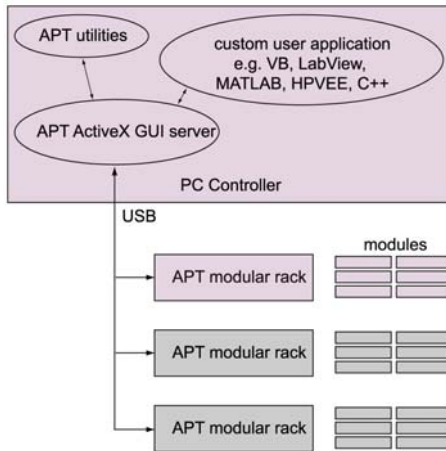 APT utilities
custom user application
e.g. VB, LabView,
MATLAB, HPVEE, C++
APT ActiveX GUI server
PC Controller
USB
modules
APT modular rack
APT modular rack
APT modular rack